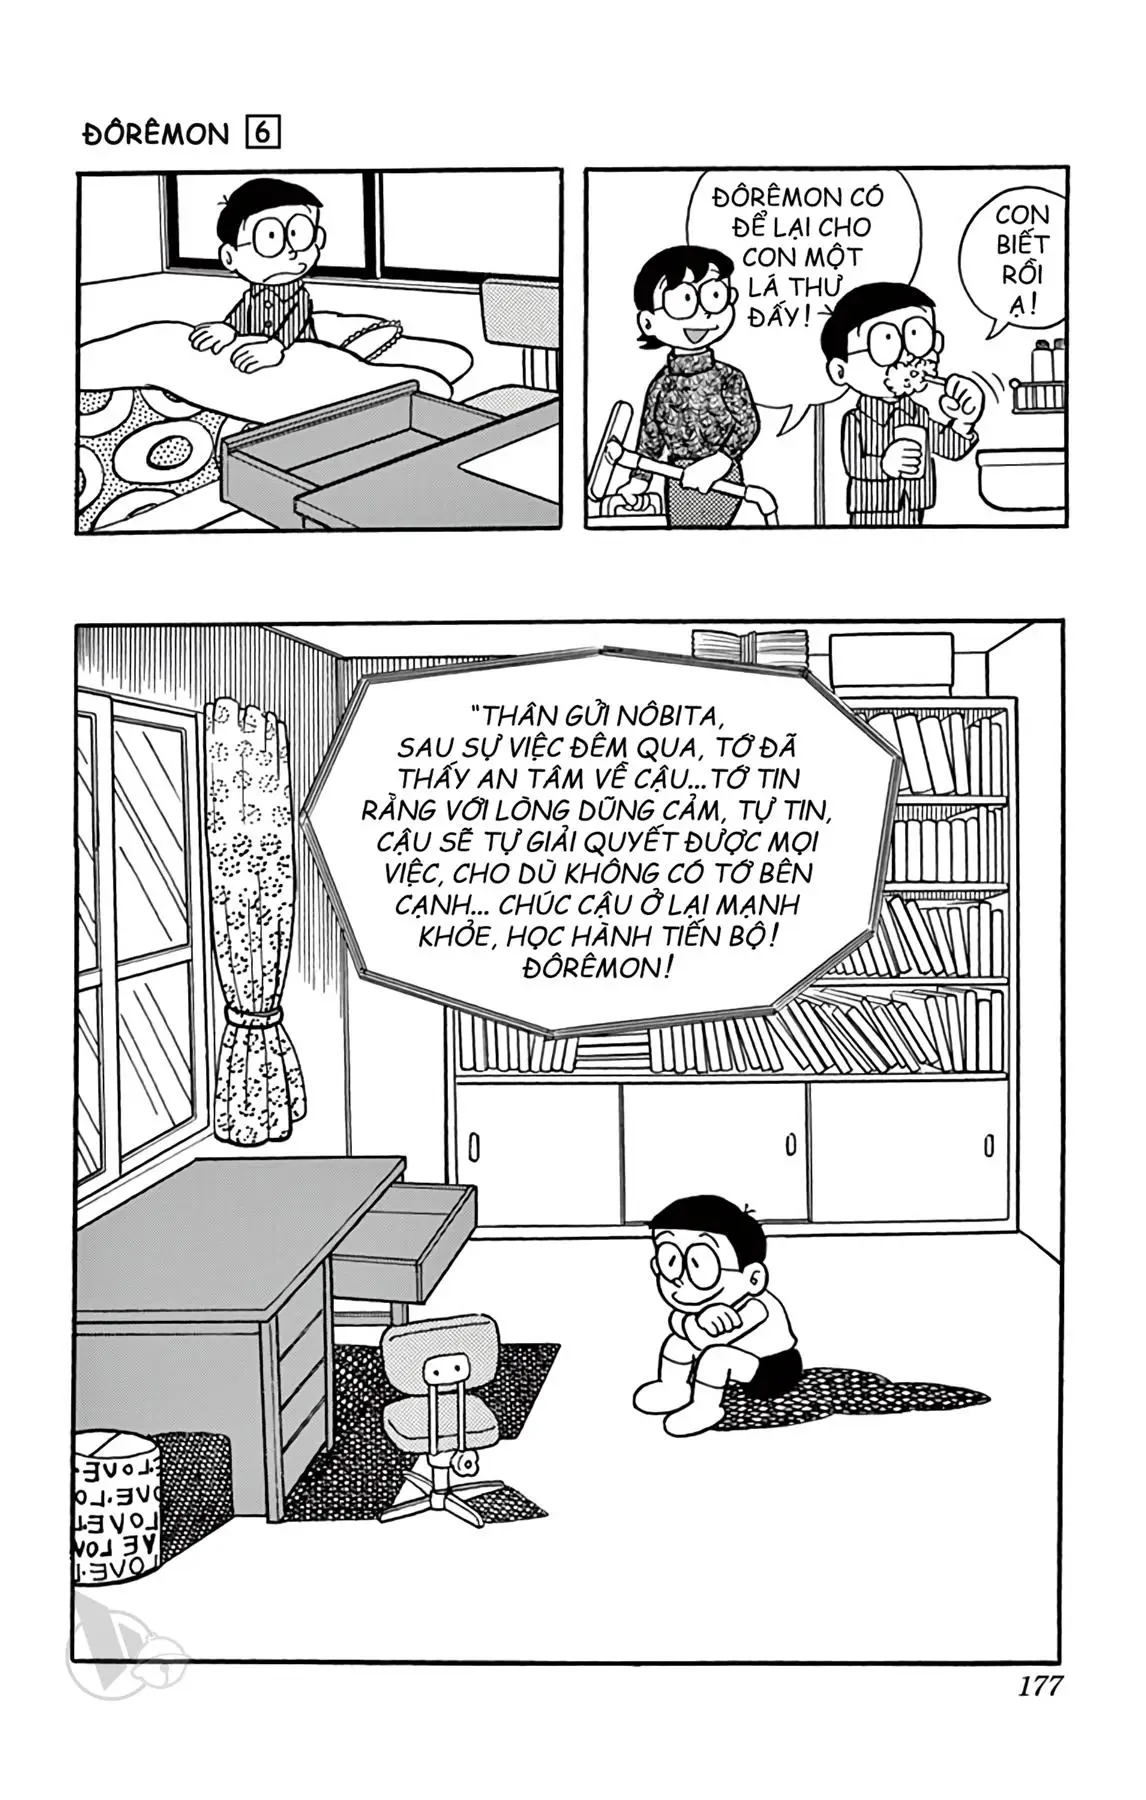 ĐÔRÊMON 6
ĐÔRÊMON CÓ
ĐỂ LẠI CHO
CON MỘT
LÁ THƯ
ĐẤY!
CON
BIẾT
RỒI
Ạ!
"THÂN GỬI NÔBITA,
SAU SỰ VIỆC ĐÊM QUA, TỚ ĐÃ
THẤY AN TÂM VỀ CẬU...TỚ TIN
RẰNG VỚI LÒNG DŨNG CẢM, TỰ TIN,
CẬU SẼ TỰ GIẢI QUYẾT ĐƯỢC MỌI
VIỆC, CHO DÙ KHÔNG CÓ TỚ BÊN
CẠNH... CHÚC CẬU Ở LẠI MẠNH
KHỎE, HỌC HÀNH TIẾN BỘ!
ĐÔRÊMON!
177